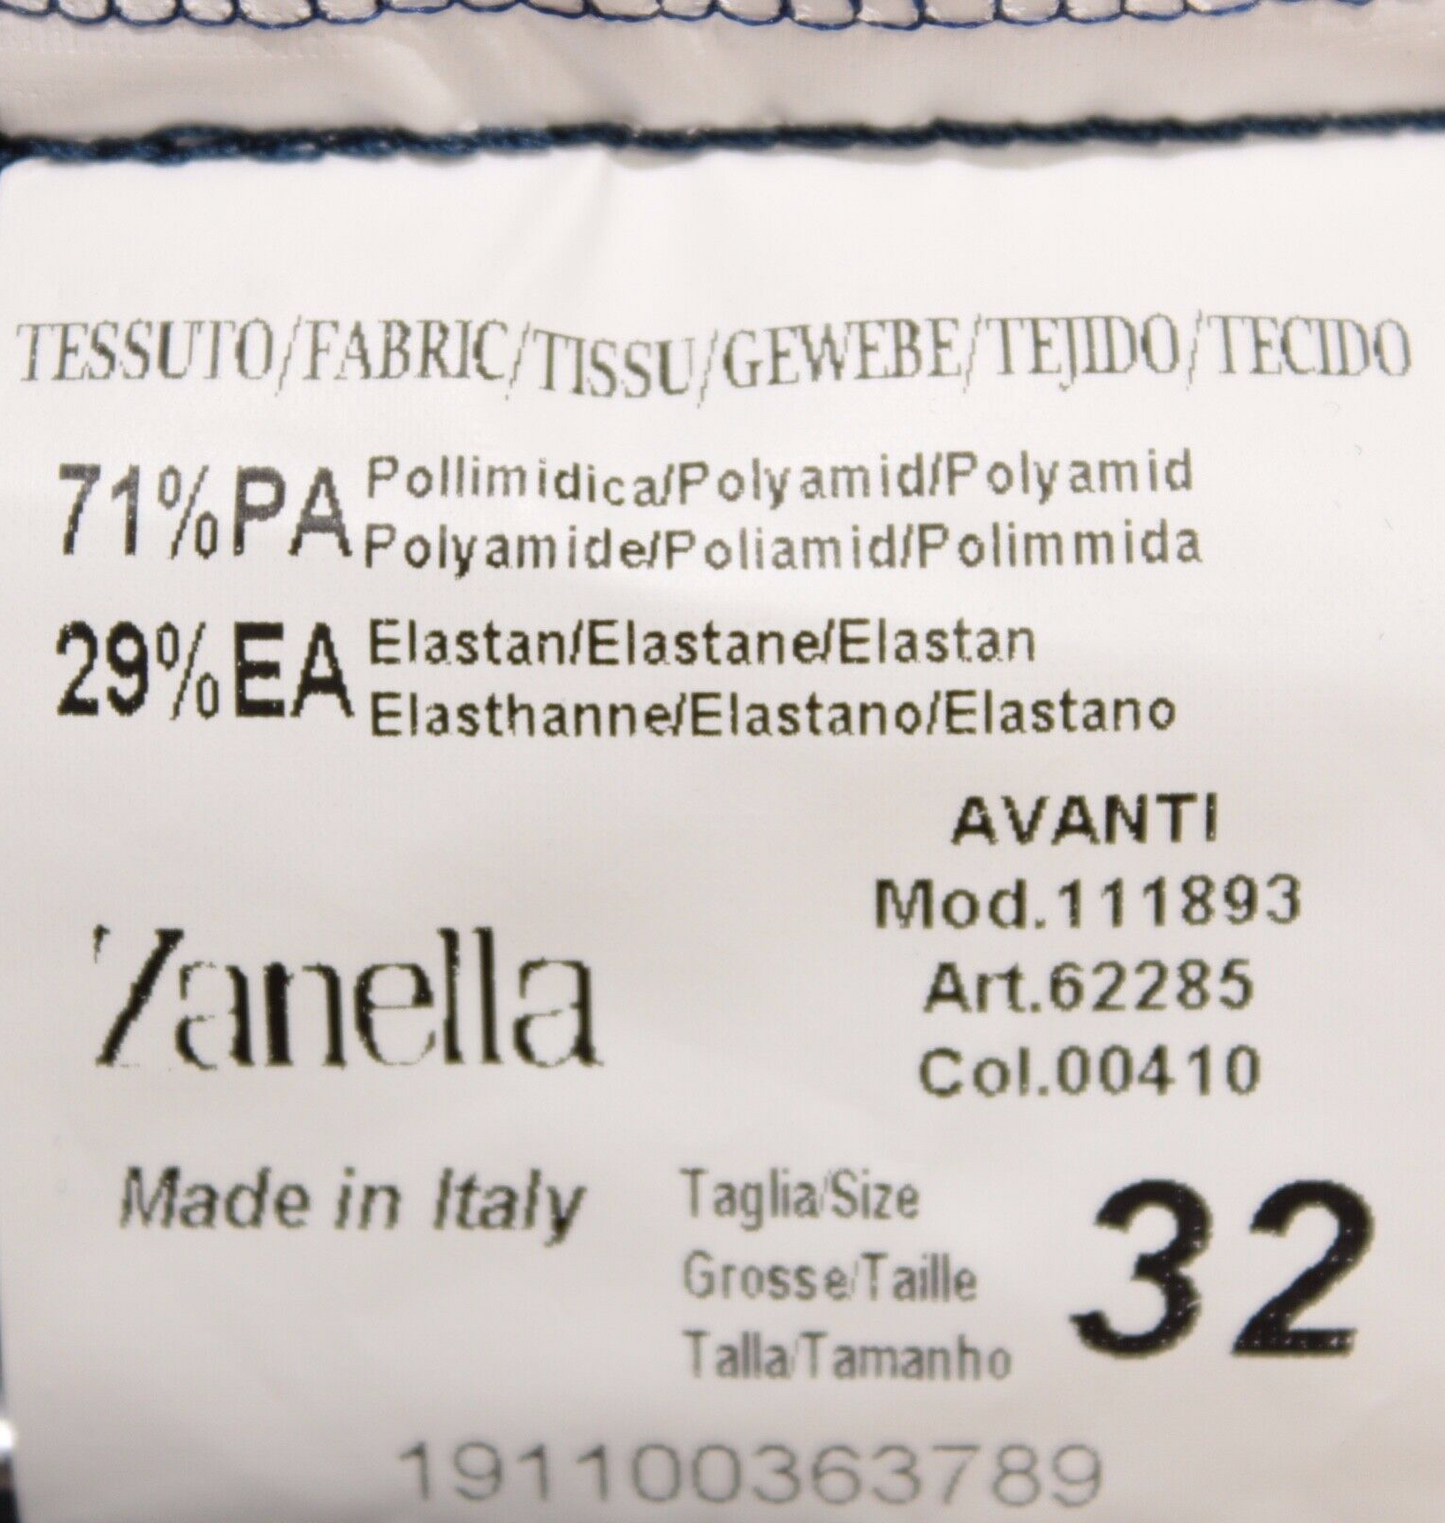 TESSUTO/FABRIC/TISSU/GEWEBE/TEJIDO/TECIDO
71%PA Pollimidica/Polyamid/Polyamid
Polyamide/Poliamid/Polimmida
29%EA Elastan/Elastane/Elastan
Elasthanne/Elastano/Elastano
AVANTI
Mod.111893
Art.62285
Col.00410
Zanella
Made in Italy
Taglia/Size
Grosse/Taille
Talla/Tamanho
32
191100363789